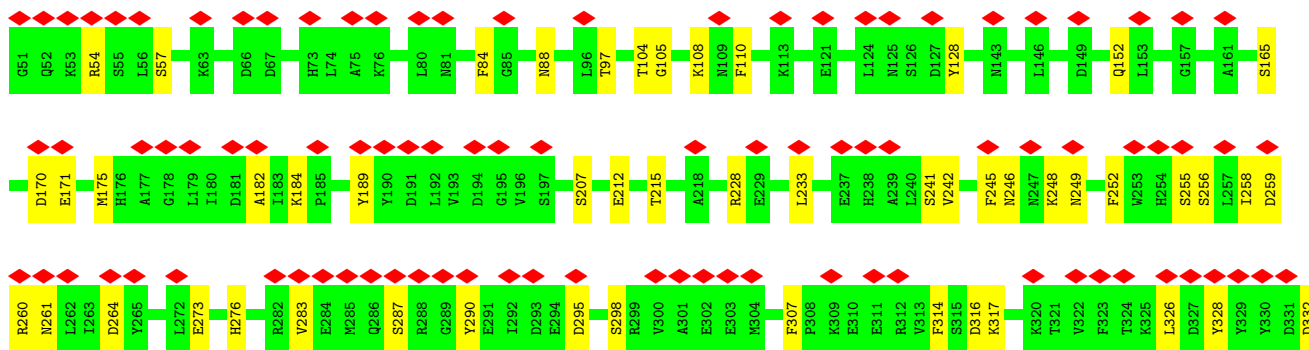 G51 Q52 K53 R54 S55 L56 S57 K63 D66 D67 H73 L74 A75 K76 L80 N81 F84 G85 N88 L96 T97 T104 G105 K108 N109 F110 K113 E121 L124 N125 S126 D127 Y128 N143 L146 D149 Q152 L153 G157 A161 S165
D170 E171 M175 H176 A177 G178 L179 I180 D181 A182 I183 K184 P185 Y189 Y190 D191 L192 V193 D194 G195 V196 S197 S207 E212 T215 A218 R228 E229 L233 E237 H238 A239 L240 S241 V242 F245 N246 N247 K248 N249 F252 W253 H254 S255 S256 L257 I258 D259
R260 N261 L262 I263 D264 Y265 L272 E273 H276 R282 V283 E284 M285 Q286 S287 R288 G289 Y290 E291 I292 D293 E294 D295 S298 R299 V300 A301 E302 E303 M304 F307 P308 K309 E310 E311 R312 V313 F314 S315 D316 K317 K320 T321 V322 F323 T324 K325 L326 D327 Y328 Y329 Y330 D331 D332